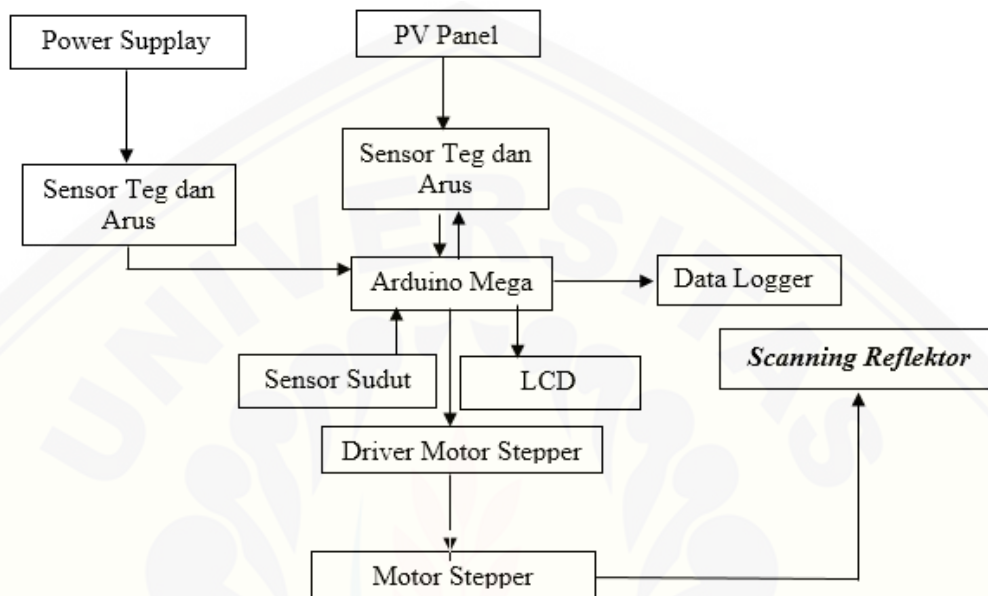 Power Supplay
PV Panel
Sensor Teg dan
Arus
Sensor Teg dan
Arus
Arduino Mega
Data Logger
Scanning Reflektor
Sensor Sudut
LCD
Driver Motor Stepper
Motor Stepper
UNIVERSITAS